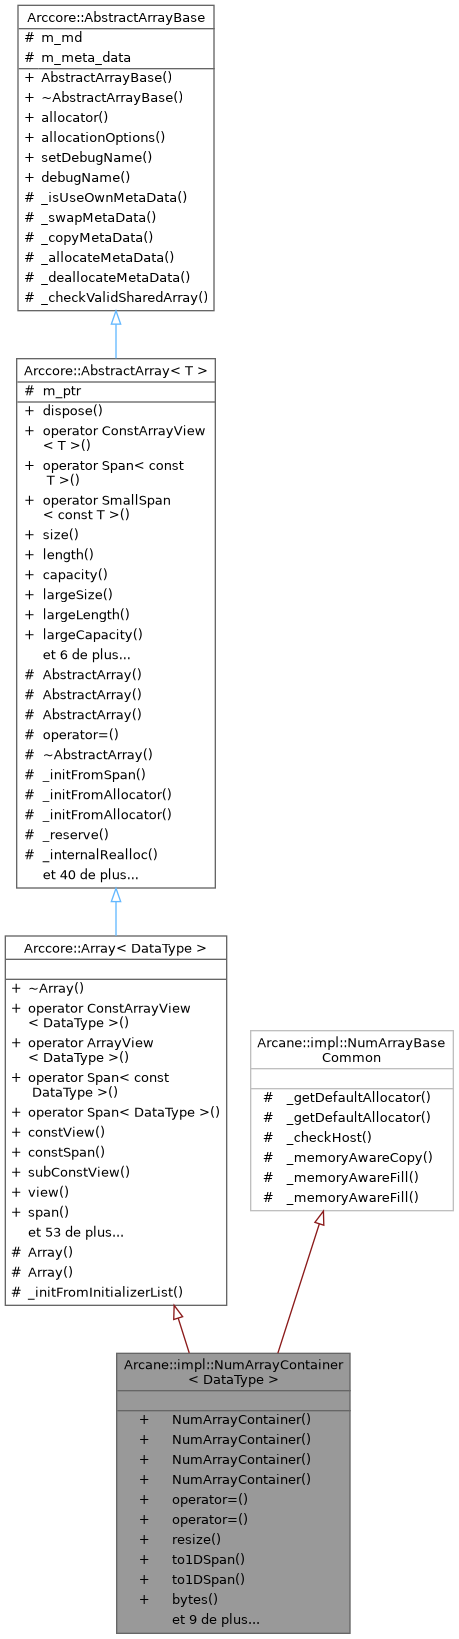 Arccore::AbstractArrayBase
# m_md
# m_meta_data
+ AbstractArrayBase()
+ ~AbstractArrayBase()
+ allocator()
+ allocationOptions()
+ setDebugName()
+ debugName()
# _isUseOwnMetaData()
# _swapMetaData()
# _copyMetaData()
# _allocateMetaData()
# _deallocateMetaData()
# _checkValidSharedArray()
Arccore::AbstractArray< T >
# m_ptr
+ dispose()
+ operator ConstArrayView
< T >()
+ operator Span< const
T >()
+ operator SmallSpan
< const T >()
+ size()
+ length()
+ capacity()
+ largeSize()
+ largeLength()
+ largeCapacity()
et 6 de plus...
# AbstractArray()
# AbstractArray()
# AbstractArray()
# operator=()
# ~AbstractArray()
# _initFromSpan()
# _initFromAllocator()
# _initFromAllocator()
# _reserve()
# _internalRealloc()
et 40 de plus...
Arccore::Array< DataType >
+ ~Array()
+ operator ConstArrayView
< DataType >()
+ operator ArrayView
< DataType >()
+ operator Span< const
DataType >()
+ operator Span< DataType >()
+ constView()
+ constSpan()
+ subConstView()
+ view()
+ span()
et 53 de plus...
# Array()
# Array()
# _initFromInitializerList()
Arcane::impl::NumArrayBase
Common
# _getDefaultAllocator()
# _getDefaultAllocator()
# _checkHost()
# _memoryAwareCopy()
# _memoryAwareFill()
# _memoryAwareFill()
Arcane::impl::NumArrayContainer
< DataType >
+ NumArrayContainer()
+ NumArrayContainer()
+ NumArrayContainer()
+ NumArrayContainer()
+ operator=()
+ operator=()
+ resize()
+ to1DSpan()
+ to1DSpan()
+ bytes()
et 9 de plus...